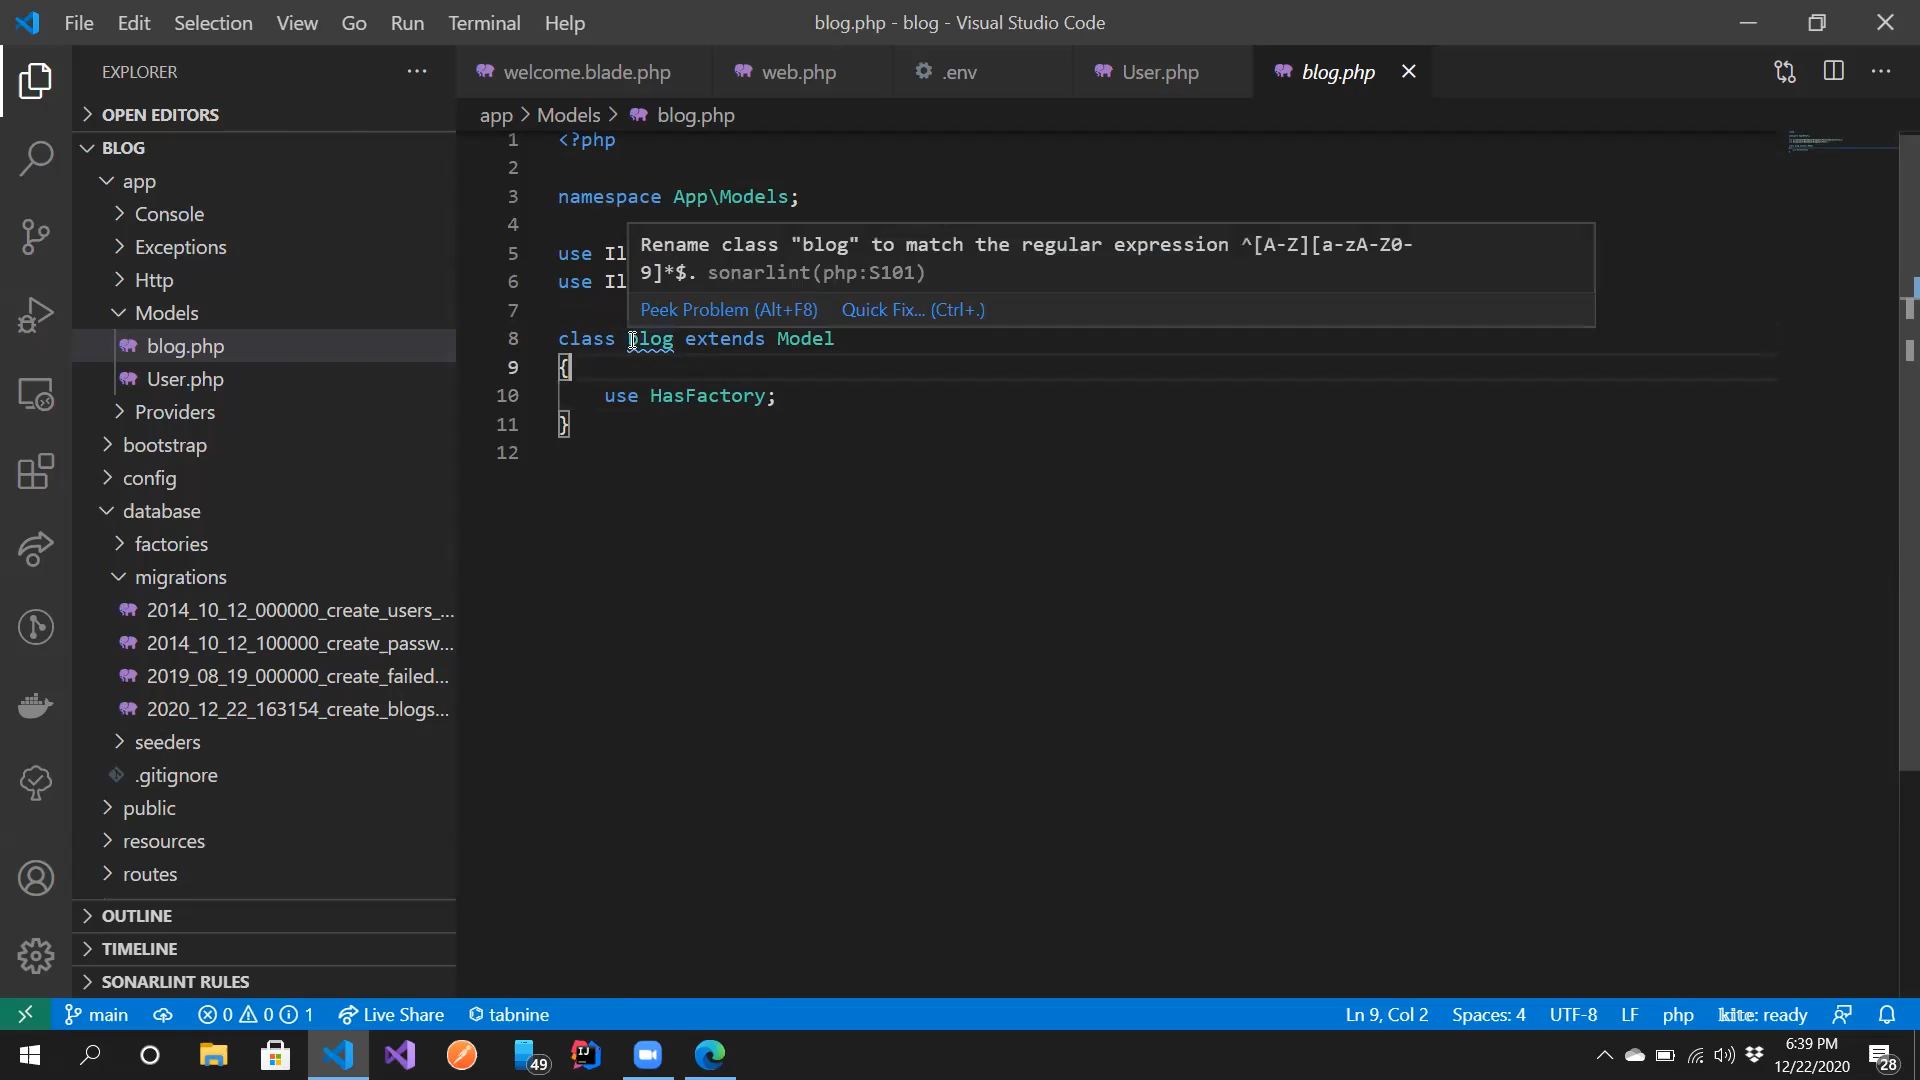 File Edit Selection View Go Run Terminal Help
blog.php - blog - Visual Studio Code
EXPLORER
OPEN EDITORS
BLOG
app
Console
Exceptions
Http
Models
blog.php
User.php
Providers
bootstrap
config
database
factories
migrations
2014_10_12_000000_create_users_...
2014_10_12_100000_create_passw...
2019_08_19_000000_create_failed...
2020_12_22_163154_create_blogs...
seeders
.gitignore
public
resources
routes
OUTLINE
TIMELINE
SONARLINT RULES
welcome.blade.php web.php .env User.php blog.php
app > Models > blog.php
1 <?php
2
3 namespace App\Models;
4
5 use Il
6 use Il
7
Rename class "blog" to match the regular expression ^[A-Z][a-zA-Z0-
9]*$. sonarlint(php:S101)
Peek Problem (Alt+F8) Quick Fix... (Ctrl+.)
8 class blog extends Model
9 {
10 use HasFactory;
11 }
12
main 0 0 1 Live Share tabnine
Ln 9, Col 2 Spaces: 4 UTF-8 LF php kite: ready
49
6:39 PM
12/22/2020
28